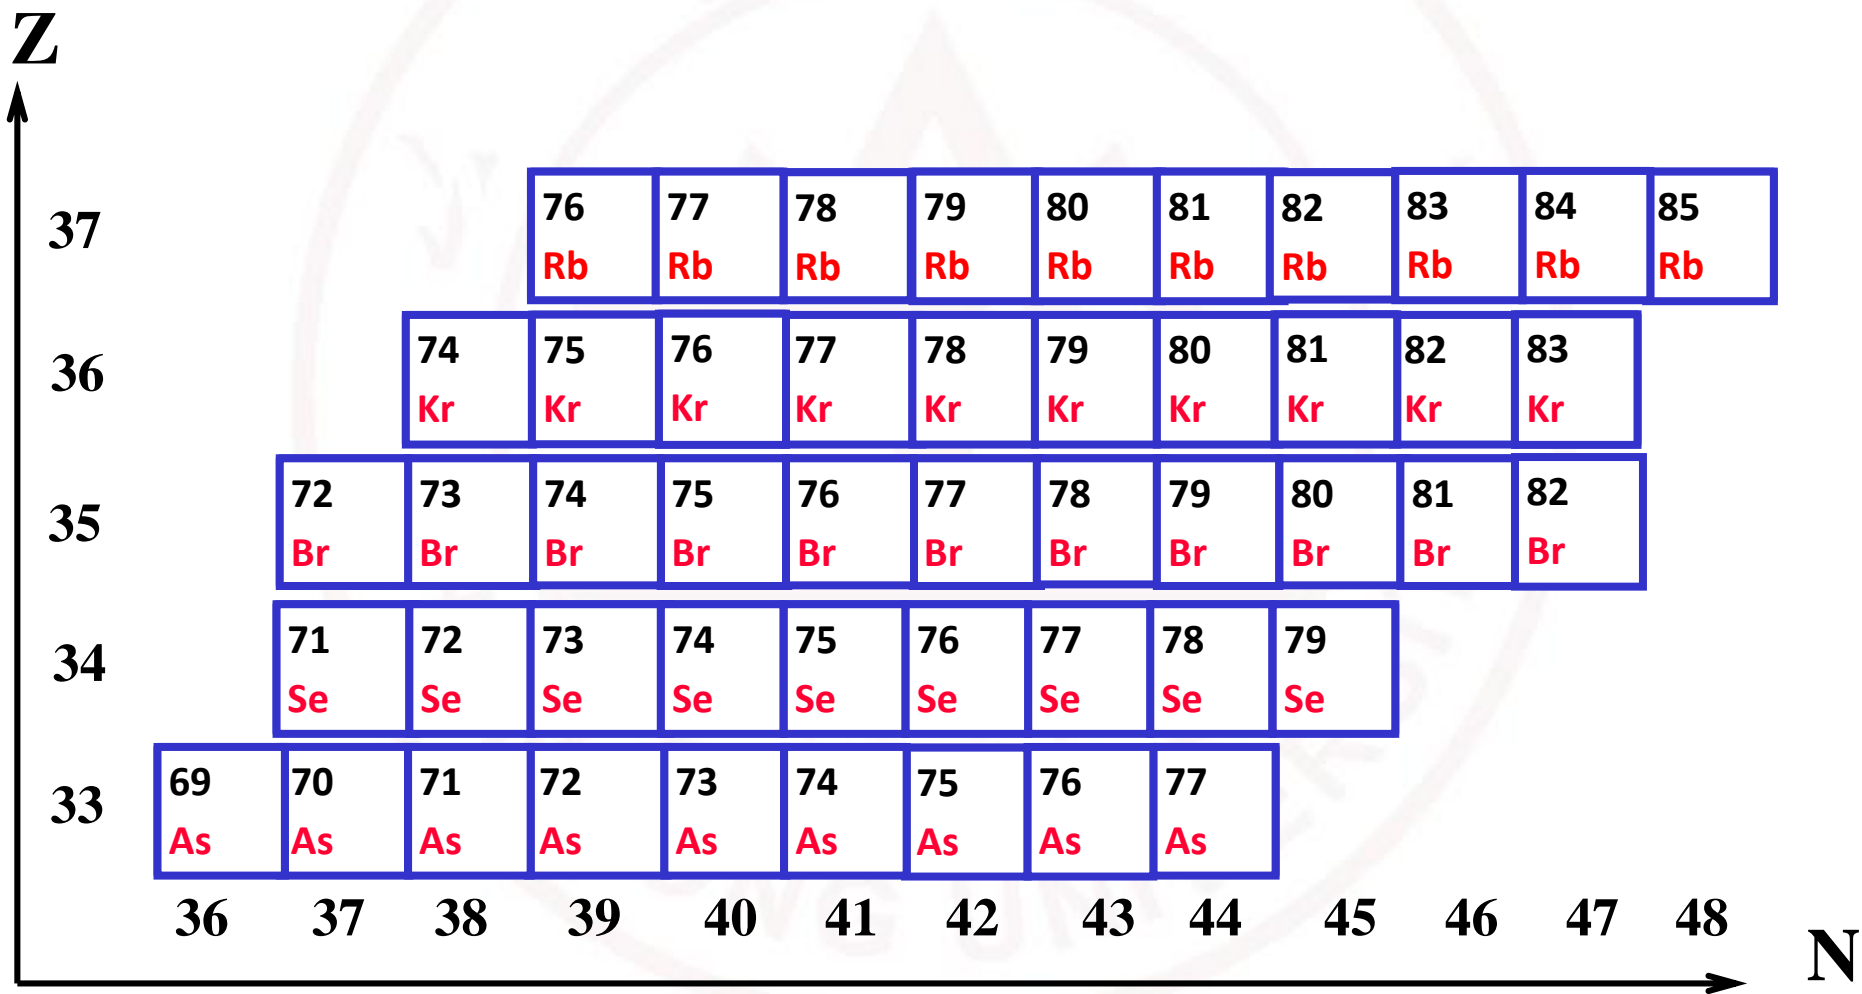 Z
37
76 77 78 79 80 81 82 83 84 85
Rb Rb Rb Rb Rb Rb Rb Rb Rb Rb
36
74 75 76 77 78 79 80 81 82 83
Kr Kr Kr Kr Kr Kr Kr Kr Kr Kr
35
72 73 74 75 76 77 78 79 80 81 82
Br Br Br Br Br Br Br Br Br Br Br
34
71 72 73 74 75 76 77 78 79
Se Se Se Se Se Se Se Se Se
33
69 70 71 72 73 74 75 76 77
As As As As As As As As As
36 37 38 39 40 41 42 43 44 45 46 47 48
N